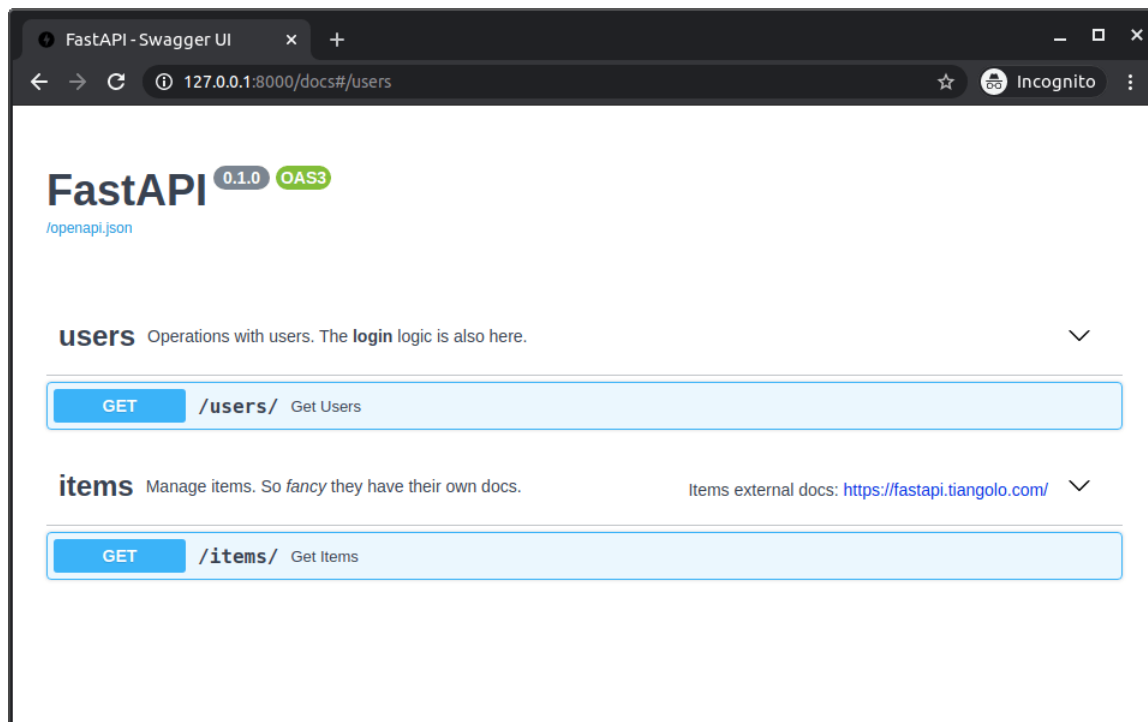 FastAPI - Swagger UI
127.0.0.1:8000/docs#/users
Incognito
FastAPI 0.1.0 OAS3
/openapi.json
users Operations with users. The login logic is also here.
GET /users/ Get Users
items Manage items. So fancy they have their own docs. Items external docs: https://fastapi.tiangolo.com/
GET /items/ Get Items